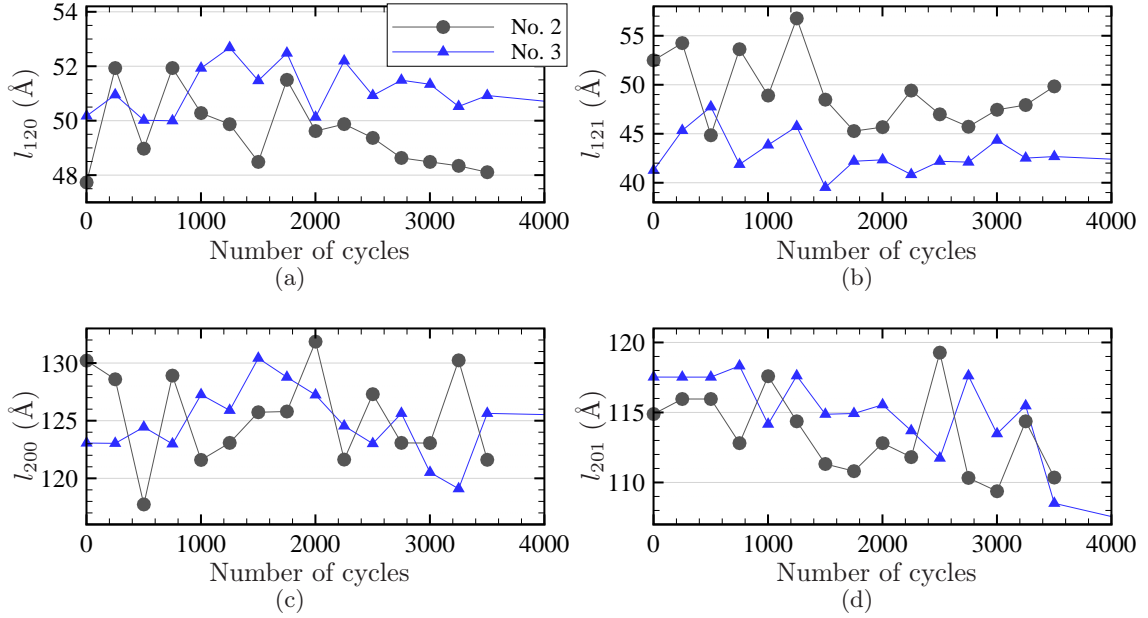 54
52
50
48
l120 (Å)
0 1000 2000 3000 4000
Number of cycles
(a)
No. 2
No. 3
55
50
45
40
l121 (Å)
0 1000 2000 3000 4000
Number of cycles
(b)
130
125
120
l200 (Å)
0 1000 2000 3000 4000
Number of cycles
(c)
120
115
110
l201 (Å)
0 1000 2000 3000 4000
Number of cycles
(d)